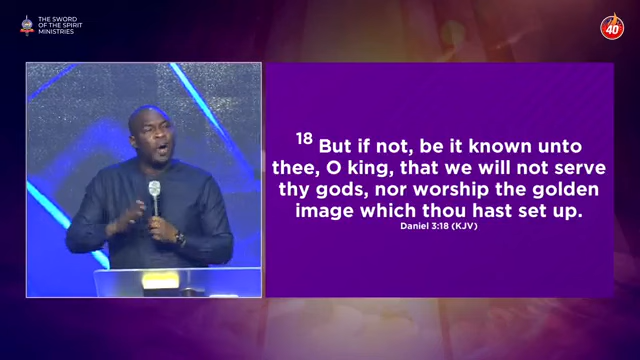 THE SWORD
OF THE SPIRIT
MINISTRIES
40
18 But if not, be it known unto
thee, O king, that we will not serve
thy gods, nor worship the golden
image which thou hast set up.
Daniel 3:18 (KJV)